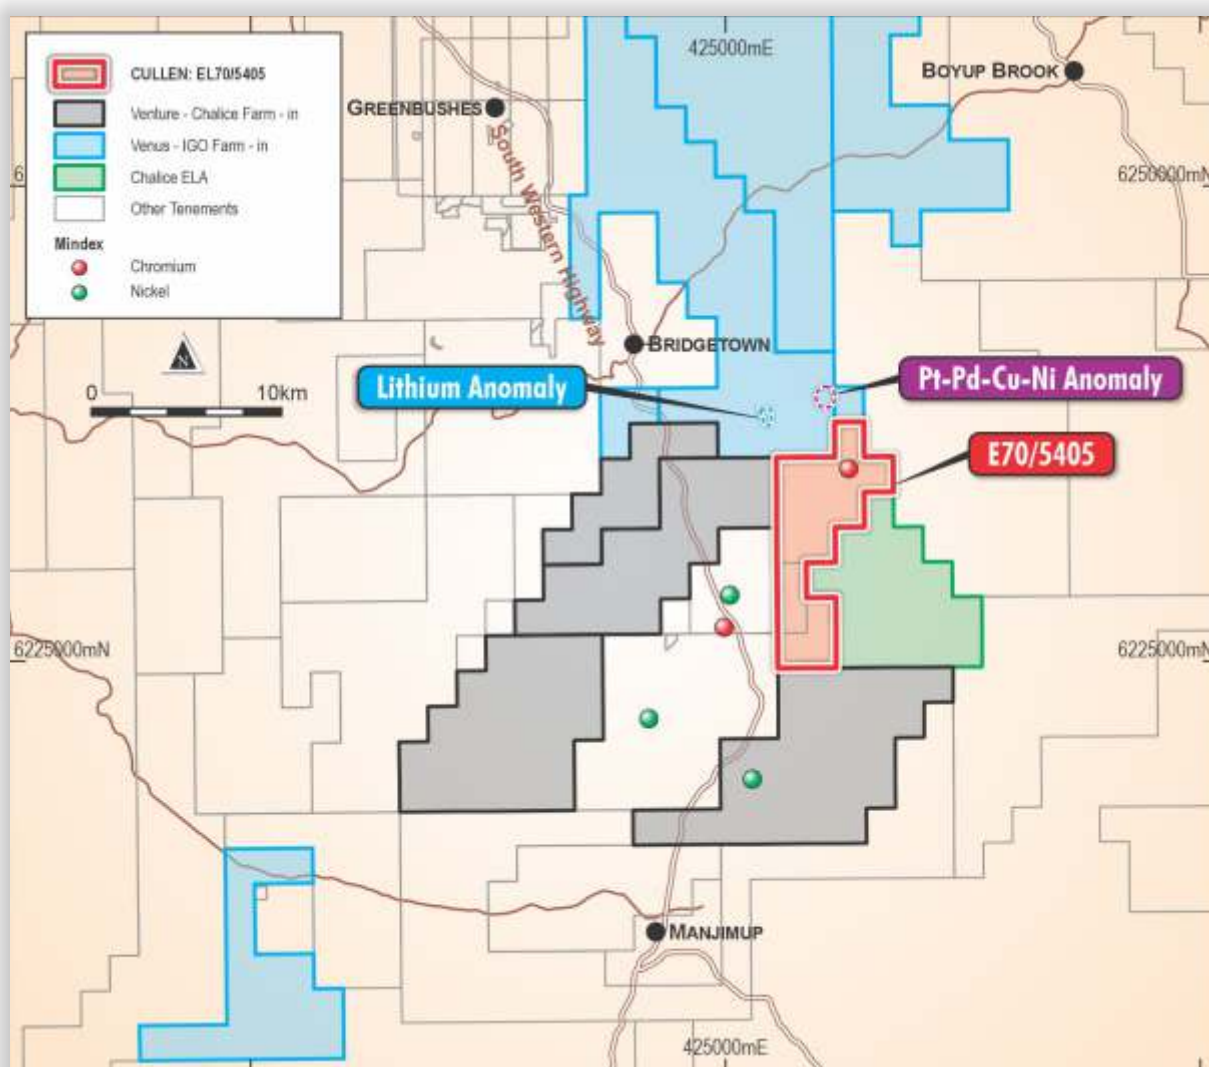 CULLEN: EL70/5405
Venture - Chalice Farm - in
Venus - IGO Farm - in
Chalice ELA
Other Tenements
Mindex
Chromium
Nickel
425000mE
BOYUP BROOK
GREENBUSHES
6
6250000mN
South Western Highway
N
BRIDGETOWN
0 10km
Lithium Anomaly
Pt-Pd-Cu-Ni Anomaly
E70/5405
6225000mN
6225000mN
MANJIMUP
425000mE